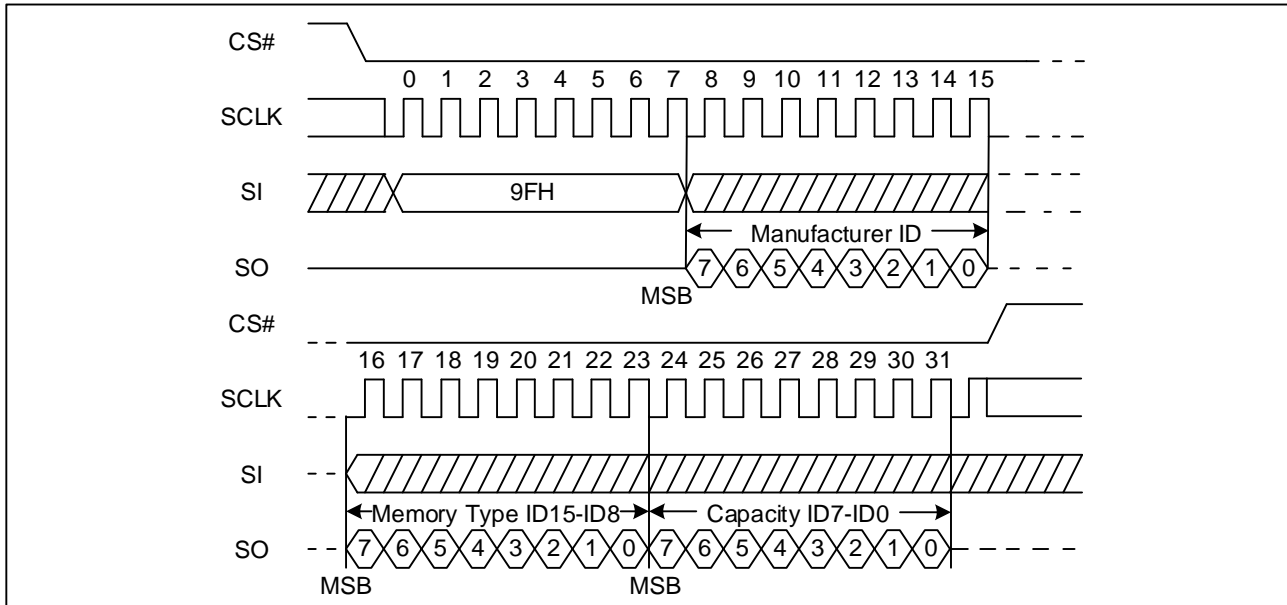 CS#
0 1 2 3 4 5 6 7 8 9 10 11 12 13 14 15
SCLK
SI 9FH
Manufacturer ID
SO 7 6 5 4 3 2 1 0
MSB
CS#
16 17 18 19 20 21 22 23 24 25 26 27 28 29 30 31
SCLK
SI
Memory Type ID15-ID8 Capacity ID7-ID0
SO 7 6 5 4 3 2 1 0 7 6 5 4 3 2 1 0
MSB MSB